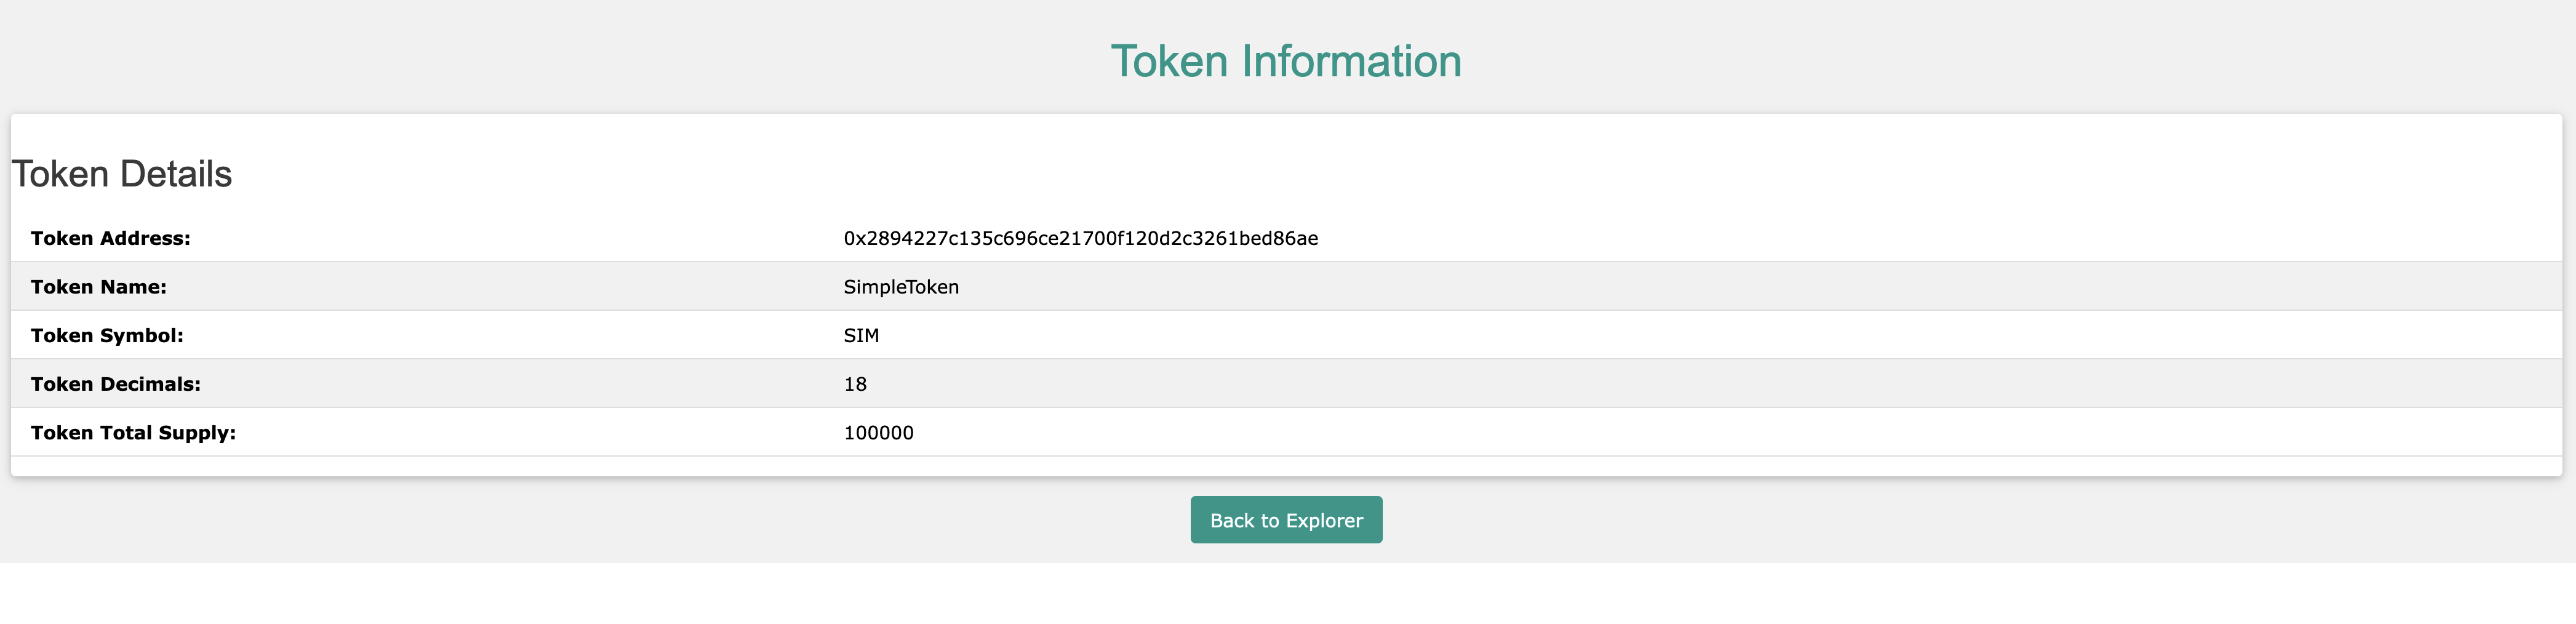 Token Information
Token Details
Token Address: 0x2894227c135c696ce21700f120d2c3261bed86ae
Token Name: SimpleToken
Token Symbol: SIM
Token Decimals: 18
Token Total Supply: 100000
Back to Explorer